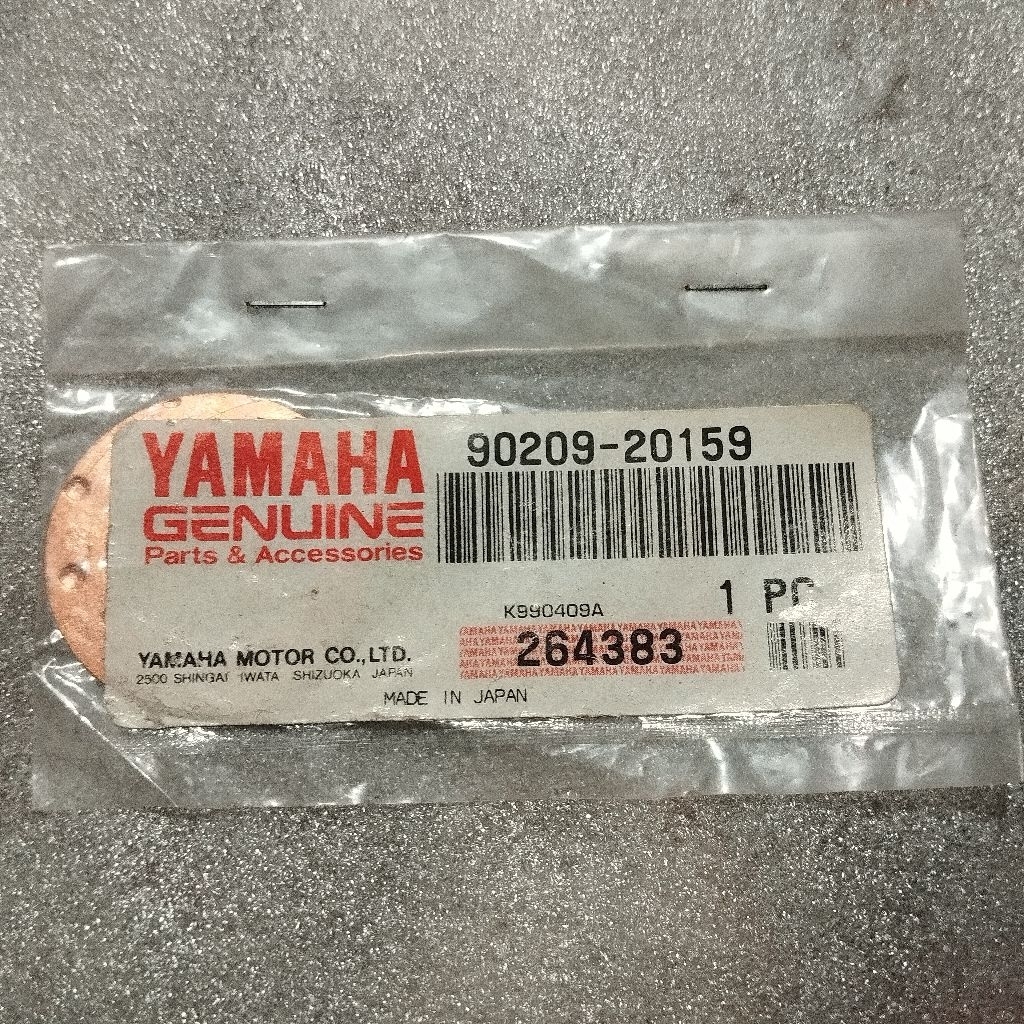 YAMAHA
GENUINE
Parts & Accessories
90209-20159
1 PC
K990409A
264383
YAMAHA MOTOR CO.,LTD.
2500 SHINGAI IWATA SHIZUOKA JAPAN
MADE IN JAPAN